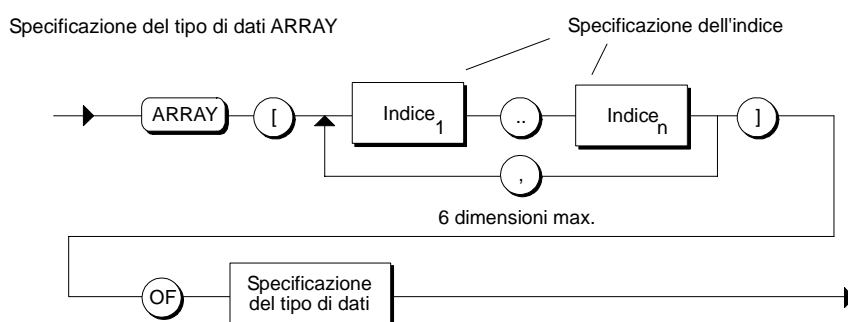 Specificazione del tipo di dati ARRAY
Specificazione dell'indice
ARRAY
[
Indice1
..
Indicen
]
,
6 dimensioni max.
OF
Specificazione
del tipo di dati